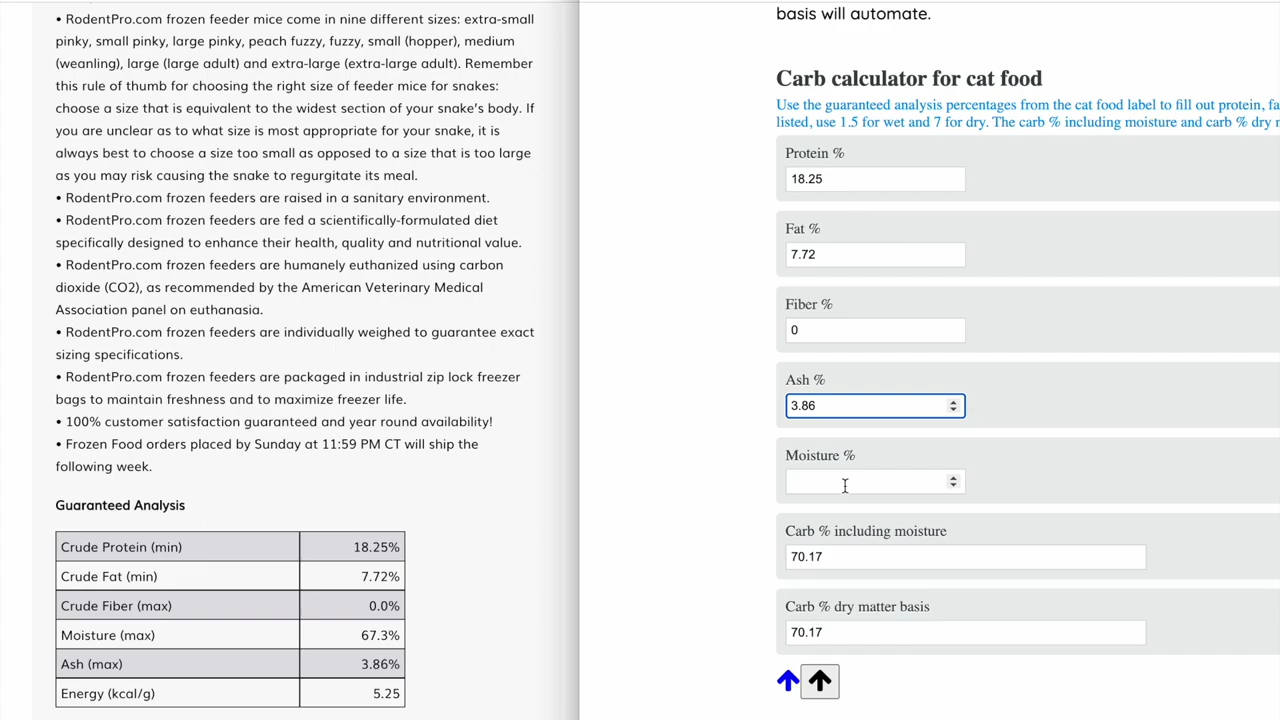 • RodentPro.com frozen feeder mice come in nine different sizes: extra-small
pinky, small pinky, large pinky, peach fuzzy, fuzzy, small (hopper), medium
(weanling), large (large adult) and extra-large (extra-large adult). Remember
this rule of thumb for choosing the right size of feeder mice for snakes:
choose a size that is equivalent to the widest section of your snake's body. If
you are unclear as to what size is most appropriate for your snake, it is
always best to choose a size too small as opposed to a size that is too large
as you may risk causing the snake to regurgitate its meal.
• RodentPro.com frozen feeders are raised in a sanitary environment.
• RodentPro.com frozen feeders are fed a scientifically-formulated diet
specifically designed to enhance their health, quality and nutritional value.
• RodentPro.com frozen feeders are humanely euthanized using carbon
dioxide (CO2), as recommended by the American Veterinary Medical
Association panel on euthanasia.
• RodentPro.com frozen feeders are individually weighed to guarantee exact
sizing specifications.
• RodentPro.com frozen feeders are packaged in industrial zip lock freezer
bags to maintain freshness and to maximize freezer life.
• 100% customer satisfaction guaranteed and year round availability!
• Frozen Food orders placed by Sunday at 11:59 PM CT will ship the
following week.
Guaranteed Analysis
Crude Protein (min) 18.25%
Crude Fat (min) 7.72%
Crude Fiber (max) 0.0%
Moisture (max) 67.3%
Ash (max) 3.86%
Energy (kcal/g) 5.25
basis will automate.
Carb calculator for cat food
Use the guaranteed analysis percentages from the cat food label to fill out protein, fa
listed, use 1.5 for wet and 7 for dry. The carb % including moisture and carb % dry
Protein %
18.25
Fat %
7.72
Fiber %
0
Ash %
3.86
Moisture %
Carb % including moisture
70.17
Carb % dry matter basis
70.17